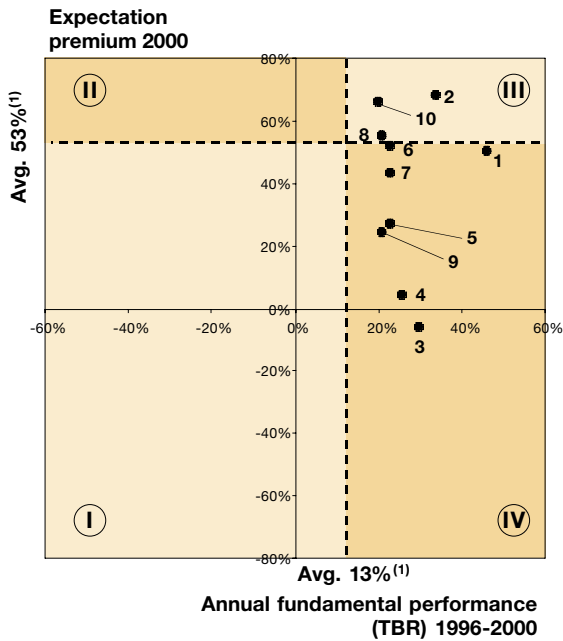 Expectation
premium 2000
Avg. 53%(1)
80%
II
III
2
10
60%
8
6
1
40%
7
20%
5
9
4
0%
-60%
-40%
-20%
0%
20%
40%
60%
3
-20%
-40%
-60%
I
IV
-80%
Avg. 13%(1)
Annual fundamental performance
(TBR) 1996-2000